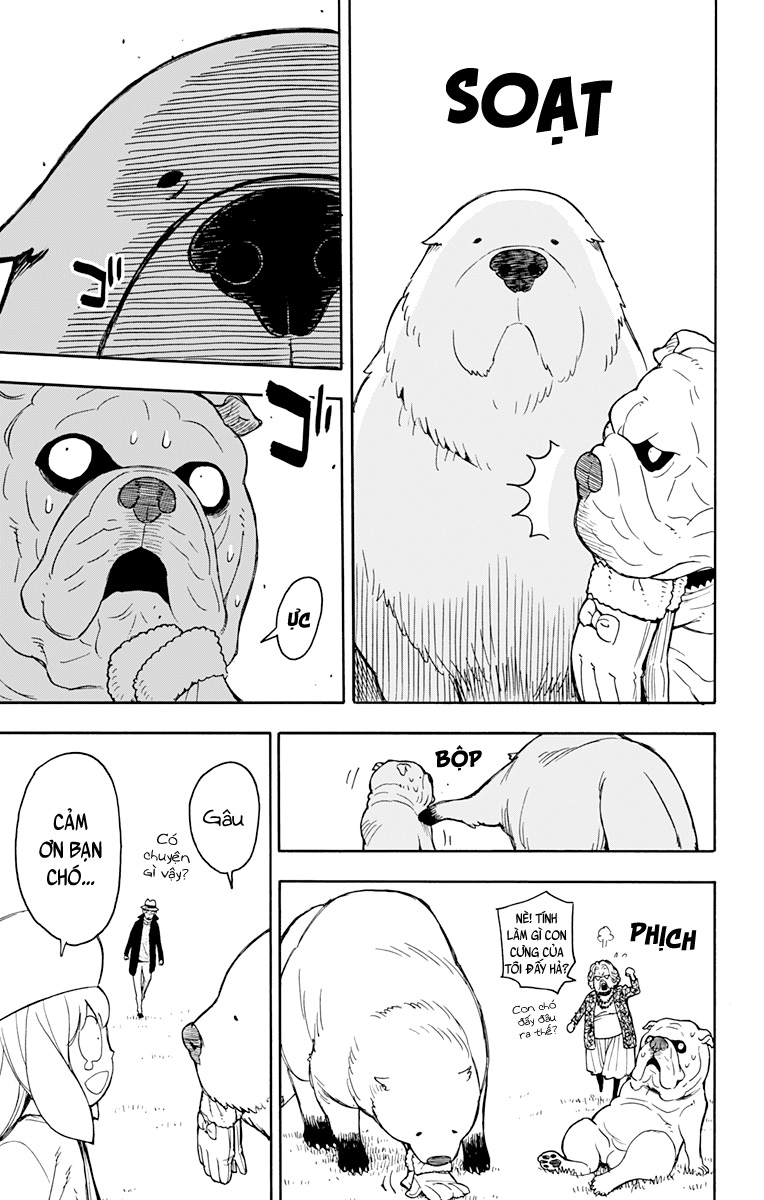 SOẠT
ゴ
ゴ
ỰC
BỘP
NÈ! TÍNH
LÀM GÌ CON
CƯNG CỦA
TÔI ĐẤY HẢ?
PHỊCH
Con chó
đấy đâu
ra thế?
Gâu
Có
chuyện
gì vậy?
CẢM
ƠN BẠN
CHÓ...